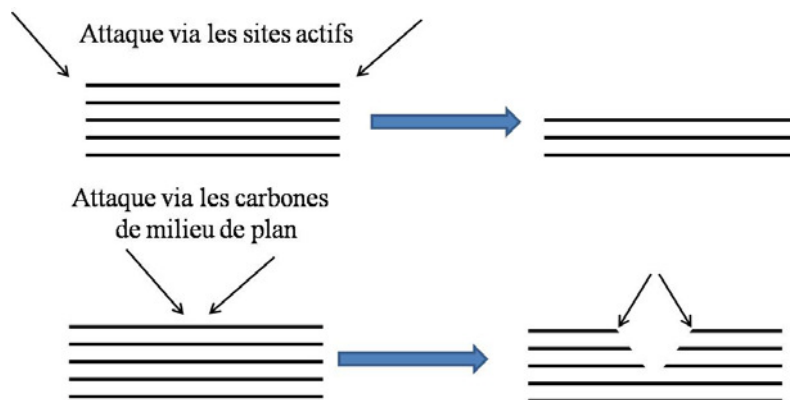 Attaque via les sites actifs
Attaque via les carbones
de milieu de plan